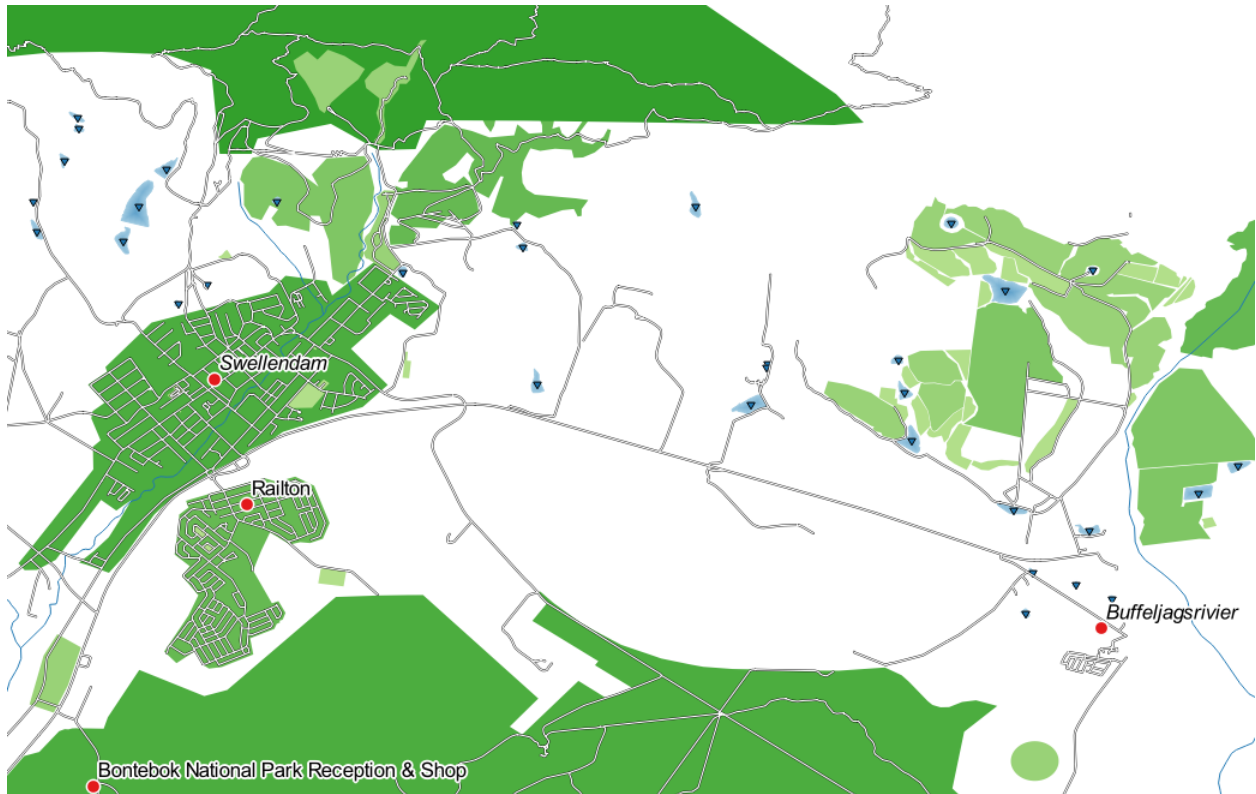 Swellendam
Railton
Buffeljagsrivier
Bontebok National Park Reception & Shop